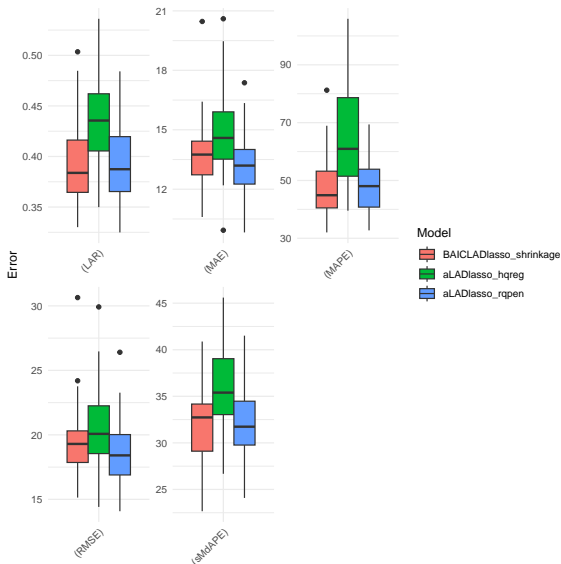 Error
0.50
0.45
0.40
0.35
(LAR)
21
18
15
12
(MAE)
90
70
50
30
(MAPE)
30
25
20
15
(RMSE)
45
40
35
30
25
(sMdAPE)
Model
BAICLADlasso_shrinkage
aLADlasso_hqreg
aLADlasso_rqpen